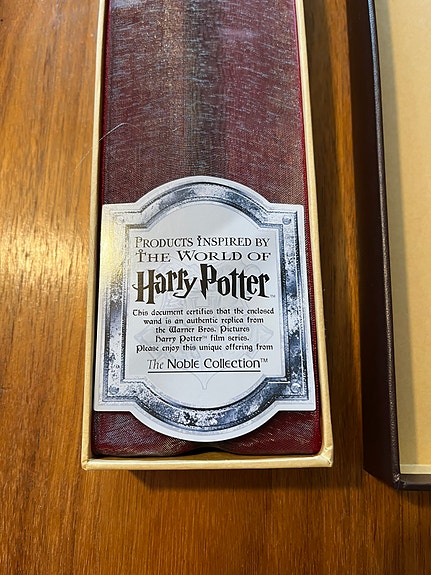 Products Inspired by
The World of
Harry Potter™
This document certifies that the enclosed
wand is an authentic replica from
the Warner Bros. Pictures
Harry Potter™ film series.
Please enjoy this unique offering from
The Noble Collection™